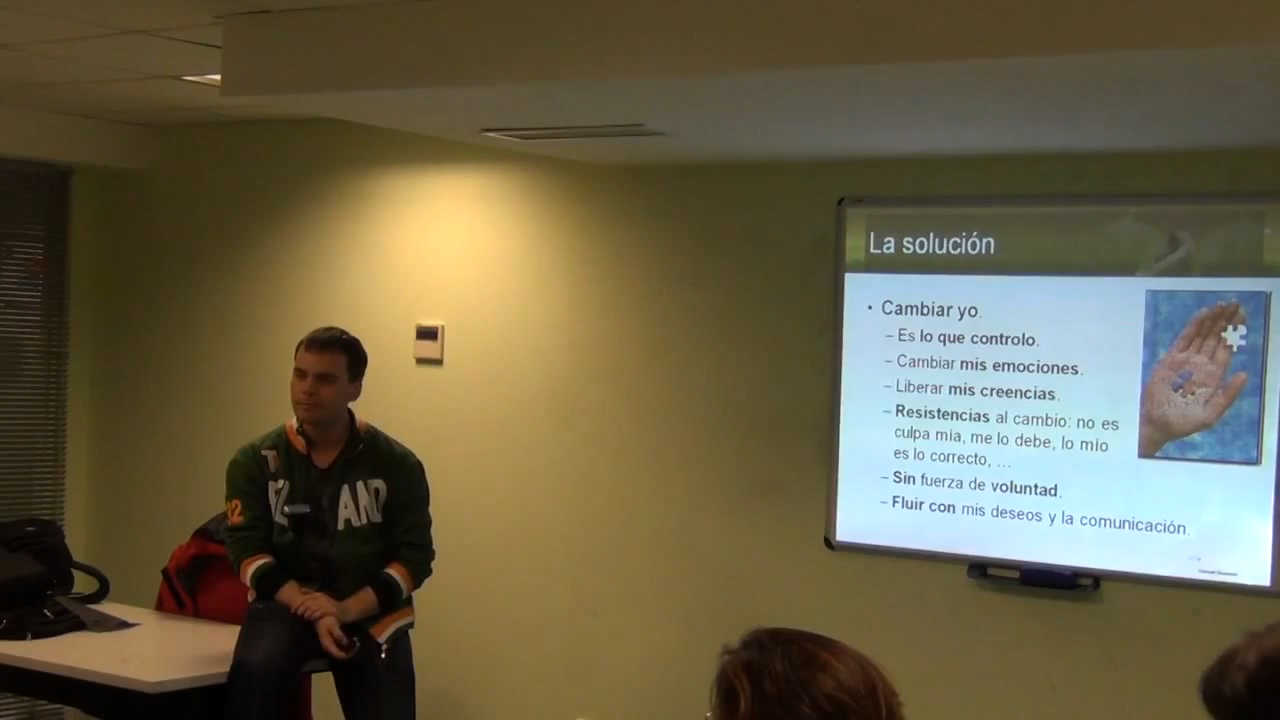 La solución
• Cambiar yo.
– Es lo que controlo.
– Cambiar mis emociones.
– Liberar mis creencias.
– Resistencias al cambio: no es
culpa mía, me lo debe, lo mío
es lo correcto, ...
– Sin fuerza de voluntad.
– Fluir con mis deseos y la comunicación.
AND